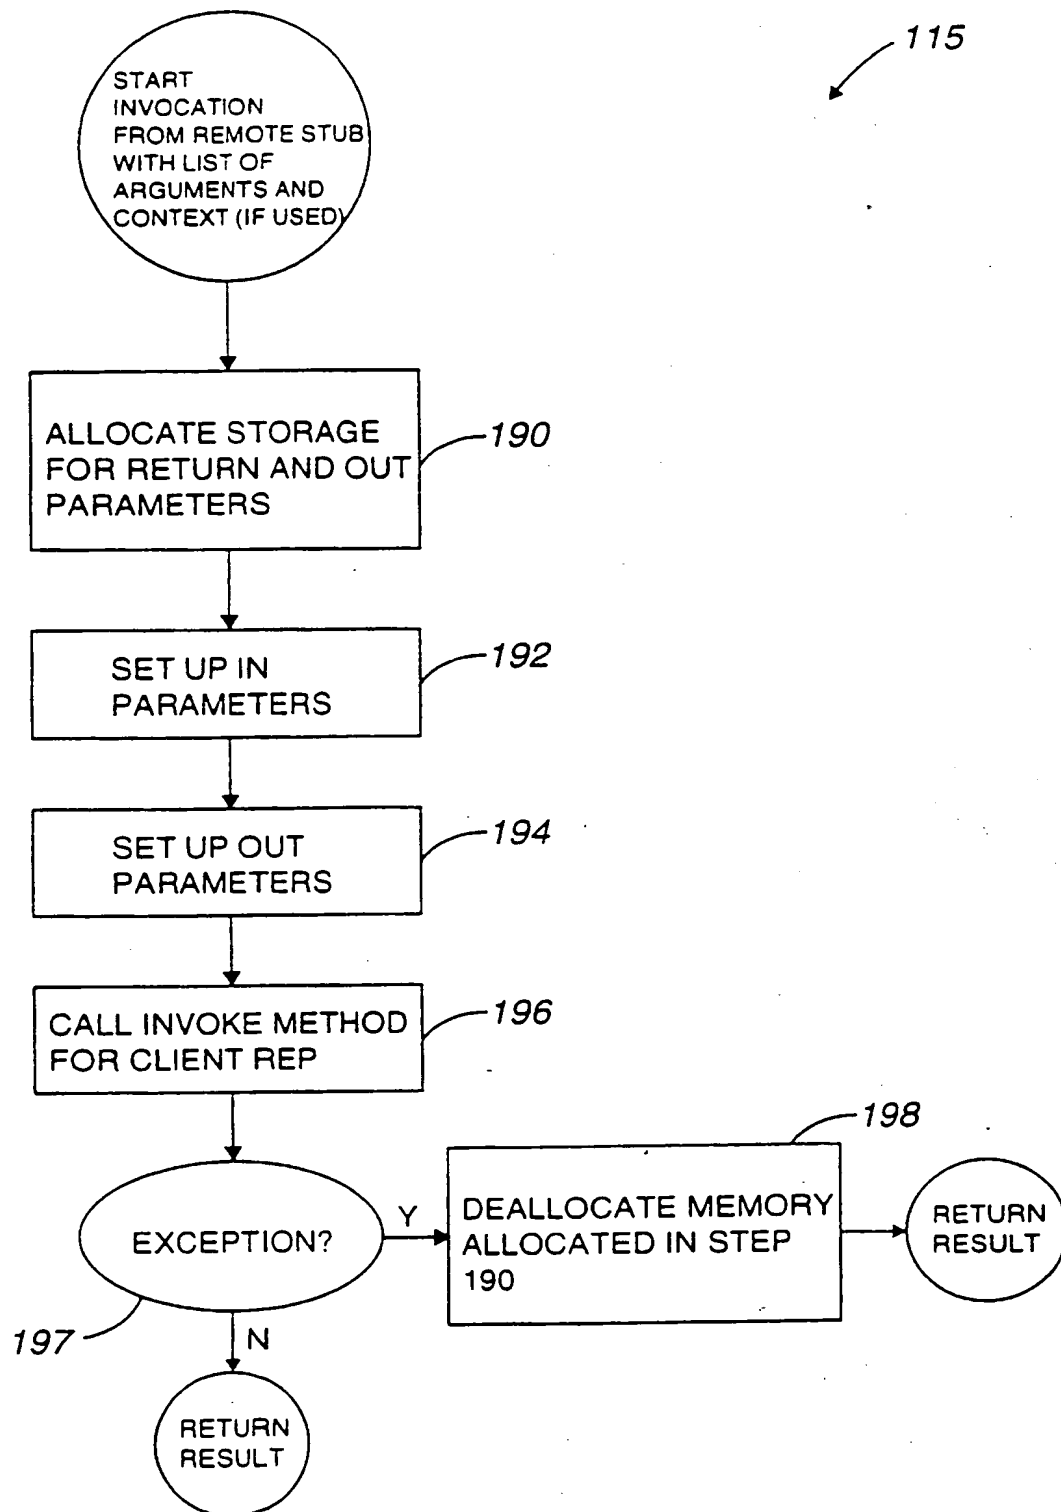 115
START
INVOCATION
FROM REMOTE STUB
WITH LIST OF
ARGUMENTS AND
CONTEXT (IF USED)
ALLOCATE STORAGE
FOR RETURN AND OUT
PARAMETERS
190
SET UP IN
PARAMETERS
192
SET UP OUT
PARAMETERS
194
CALL INVOKE METHOD
FOR CLIENT REP
196
EXCEPTION?
197
Y
N
198
DEALLOCATE MEMORY
ALLOCATED IN STEP
190
RETURN
RESULT
RETURN
RESULT